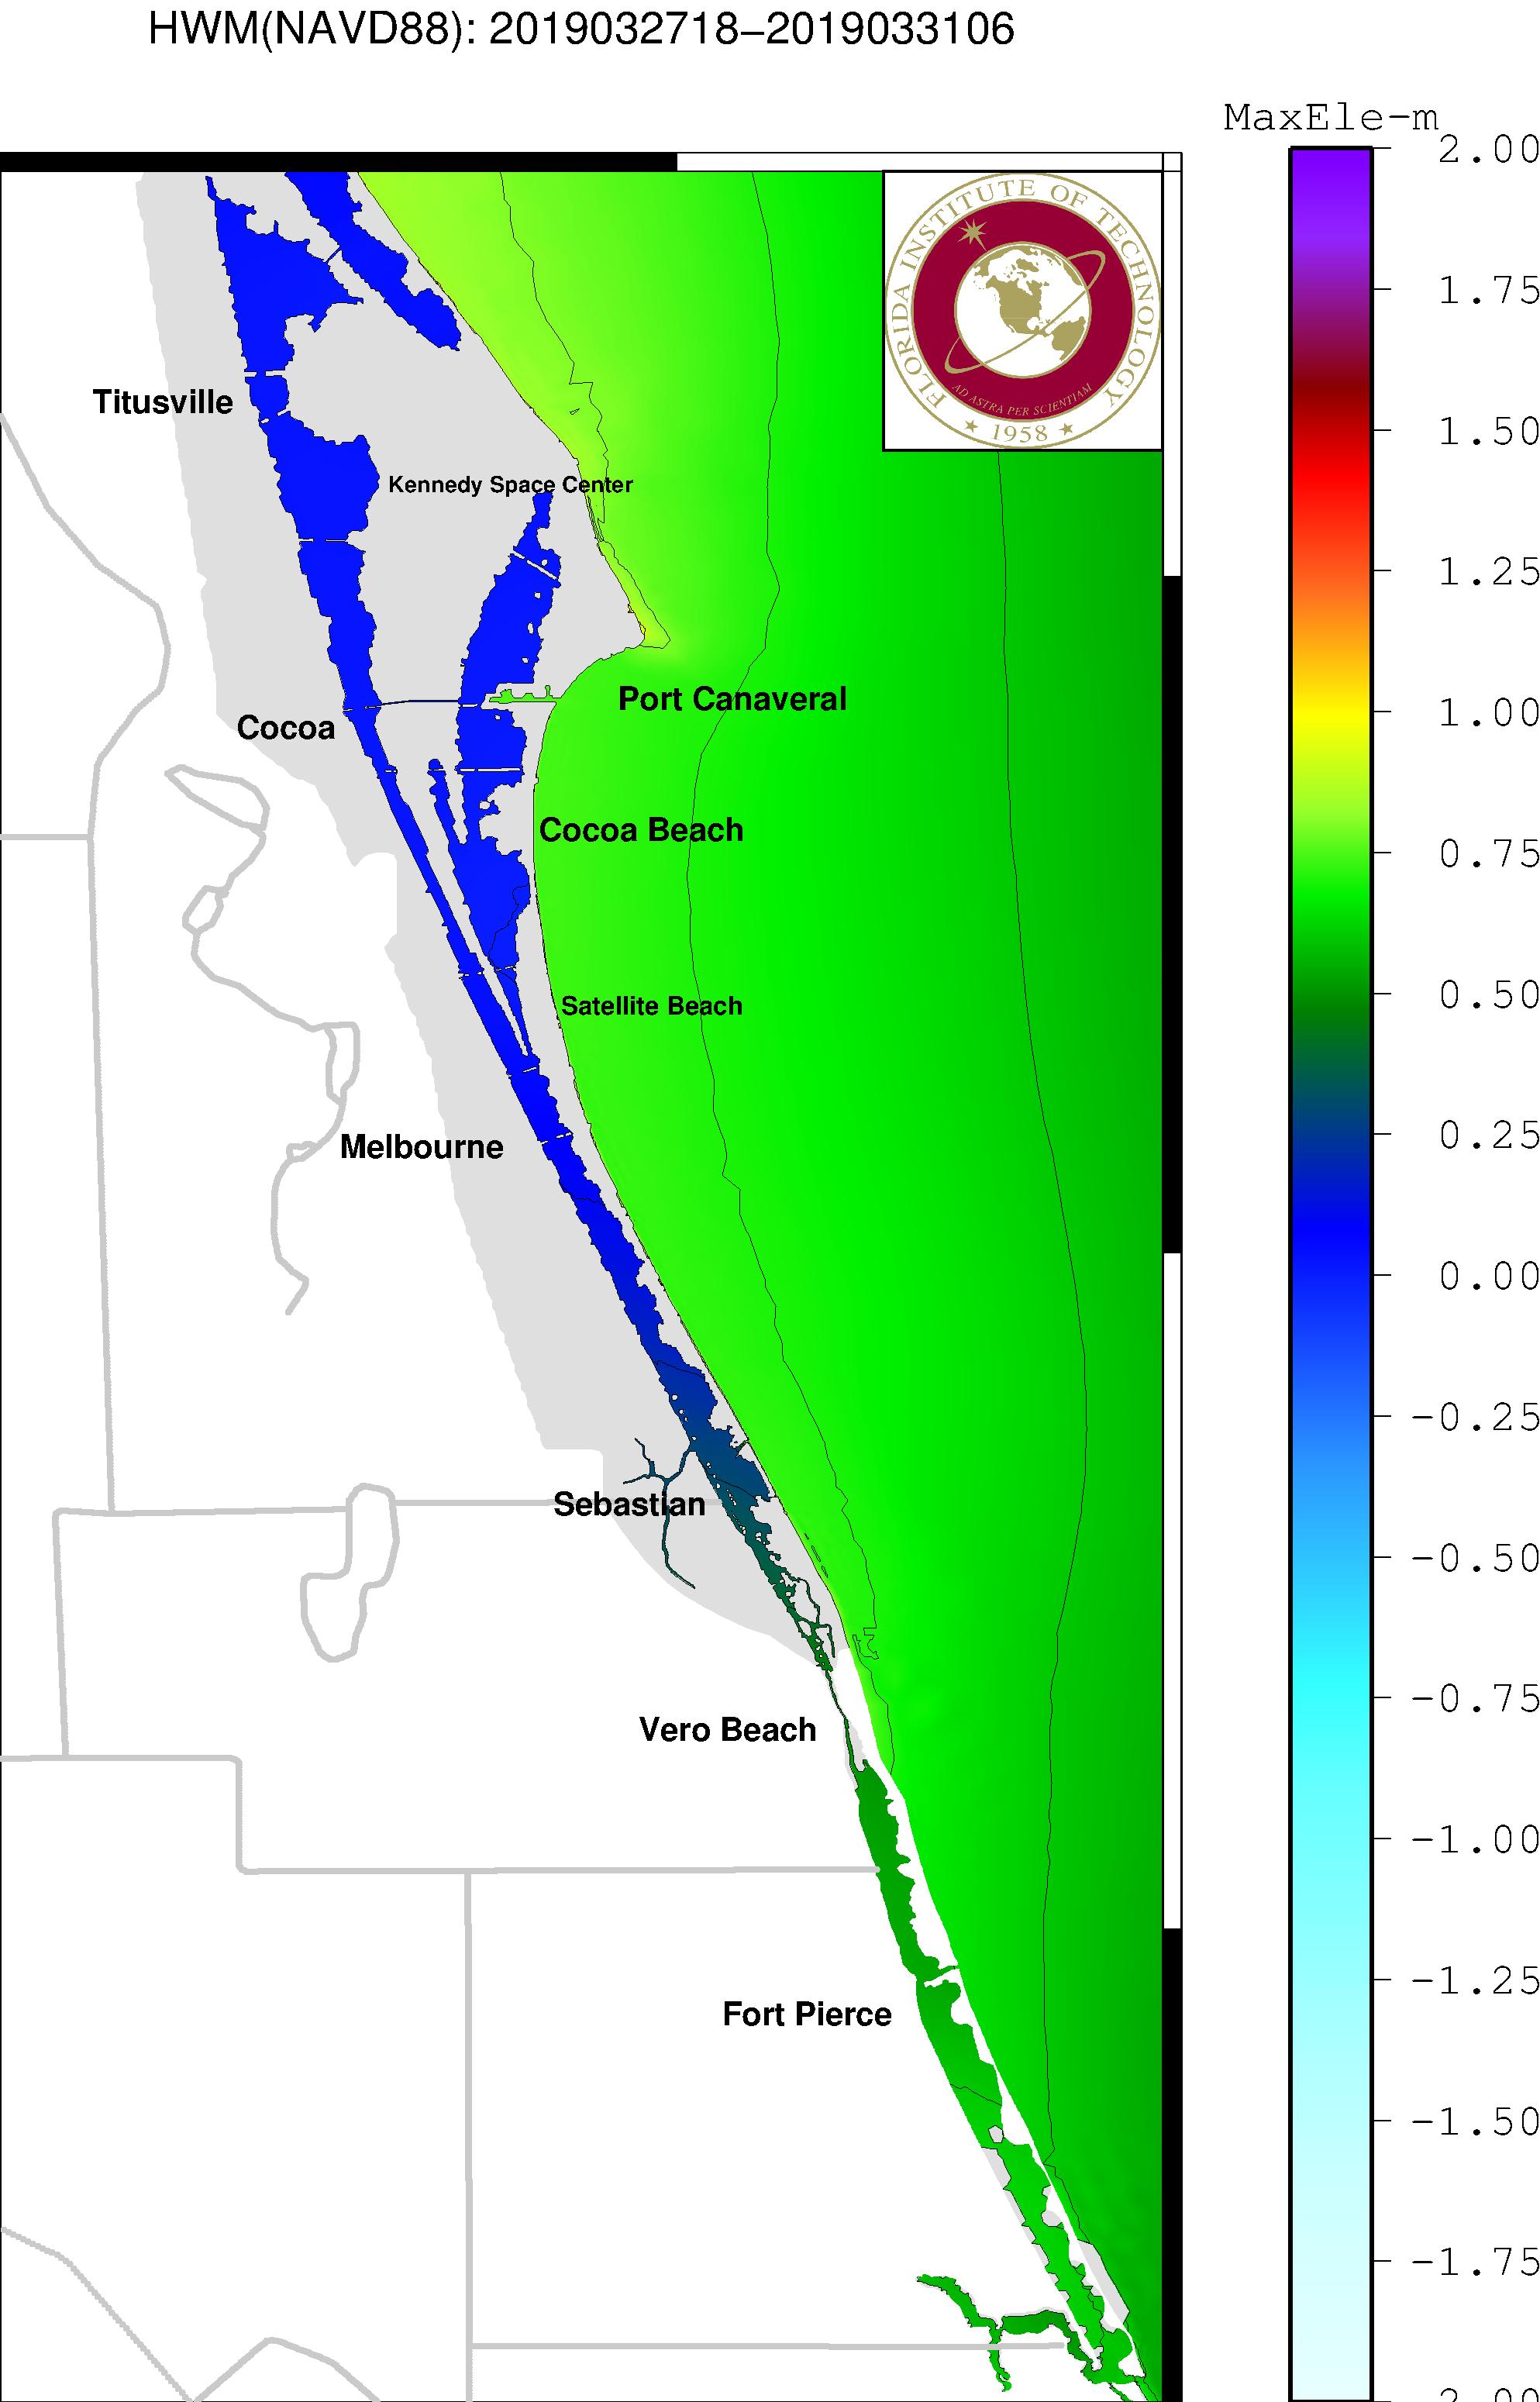 HWM(NAVD88): 2019032718–2019033106
MaxEle-m
2.00
1.75
1.50
1.25
1.00
0.75
0.50
0.25
0.00
-0.25
-0.50
-0.75
-1.00
-1.25
-1.50
-1.75
2.00
FLORIDA INSTITUTE OF TECHNOLOGY
AD ASTRA PER SCIENTIAM
★ 1958 ★
Titusville
Kennedy Space Center
Port Canaveral
Cocoa
Cocoa Beach
Satellite Beach
Melbourne
Sebastian
Vero Beach
Fort Pierce